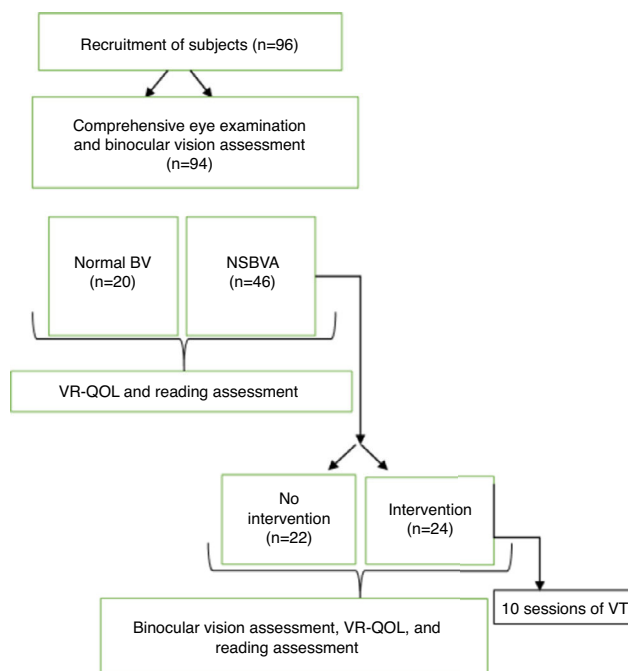 Recruitment of subjects (n=96)
Comprehensive eye examination
and binocular vision assessment
(n=94)
Normal BV
(n=20)
NSBVA
(n=46)
VR-QOL and reading assessment
No
intervention
(n=22)
Intervention
(n=24)
10 sessions of VT
Binocular vision assessment, VR-QOL, and
reading assessment